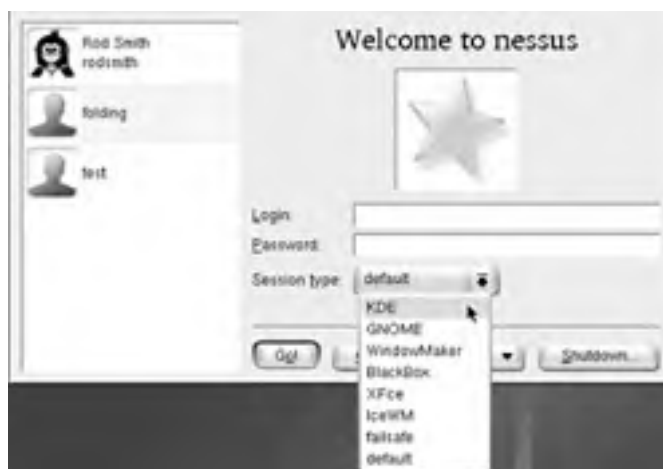 Rod Smith
rodsmith
folding
test
Welcome to nessus
Login:
Password:
Session type: default
KDE
GNOME
WindowMaker
BlackBox
XFce
IceWM
failsafe
default
Go!
Shutdown...